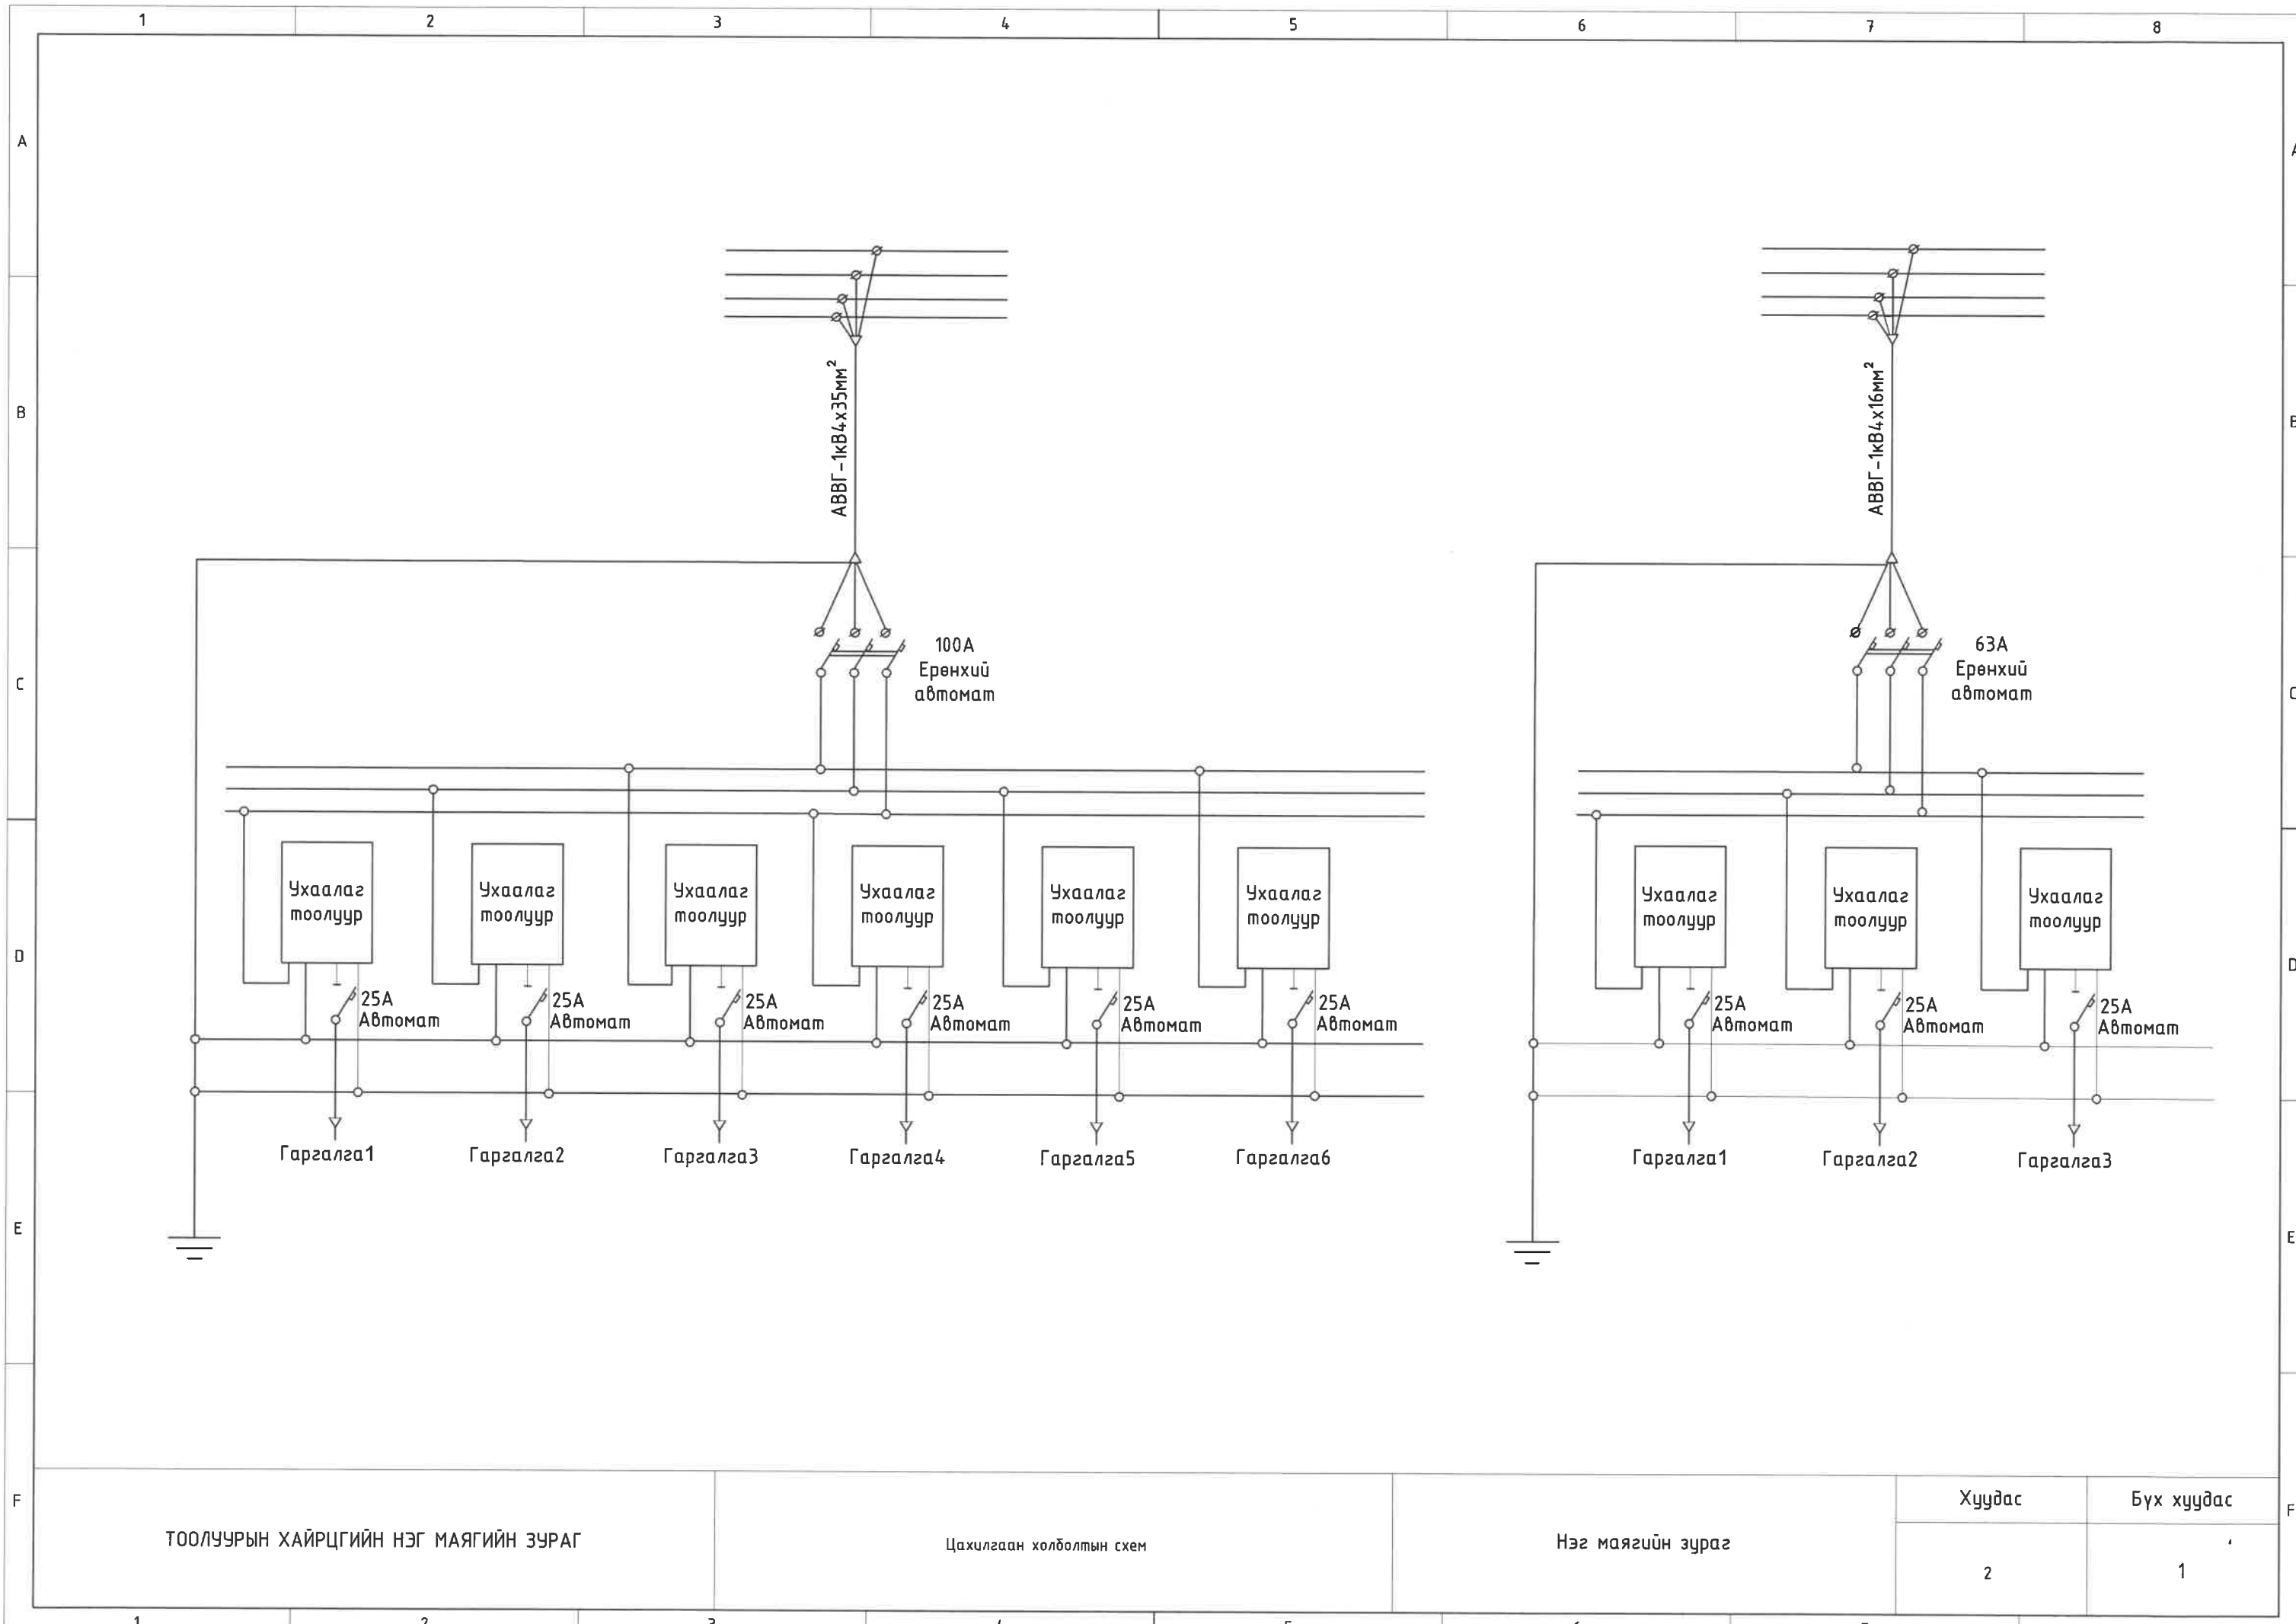 1 2 3 4 5 6 7 8
A
B
B
C
C
D
D
E
E
F
F
АВВГ-1кВ4х35мм²
АВВГ-1кВ4х16мм²
100А
Ерөнхий
автомат
63А
Ерөнхий
автомат
Ухаалаг
тоолуур
Ухаалаг
тоолуур
Ухаалаг
тоолуур
Ухаалаг
тоолуур
Ухаалаг
тоолуур
Ухаалаг
тоолуур
Ухаалаг
тоолуур
Ухаалаг
тоолуур
Ухаалаг
тоолуур
25А
Автомат
25А
Автомат
25А
Автомат
25А
Автомат
25А
Автомат
25А
Автомат
25А
Автомат
25А
Автомат
25А
Автомат
Гаргалга1
Гаргалга2
Гаргалга3
Гаргалга4
Гаргалга5
Гаргалга6
Гаргалга1
Гаргалга2
Гаргалга3
ТООЛУУРЫН ХАЙРЦГИЙН НЭГ МАЯГИЙН ЗУРАГ
Цахилгаан холболтын схем
Нэг маягийн зураг
Хуудас
Бүх хуудас
2
1